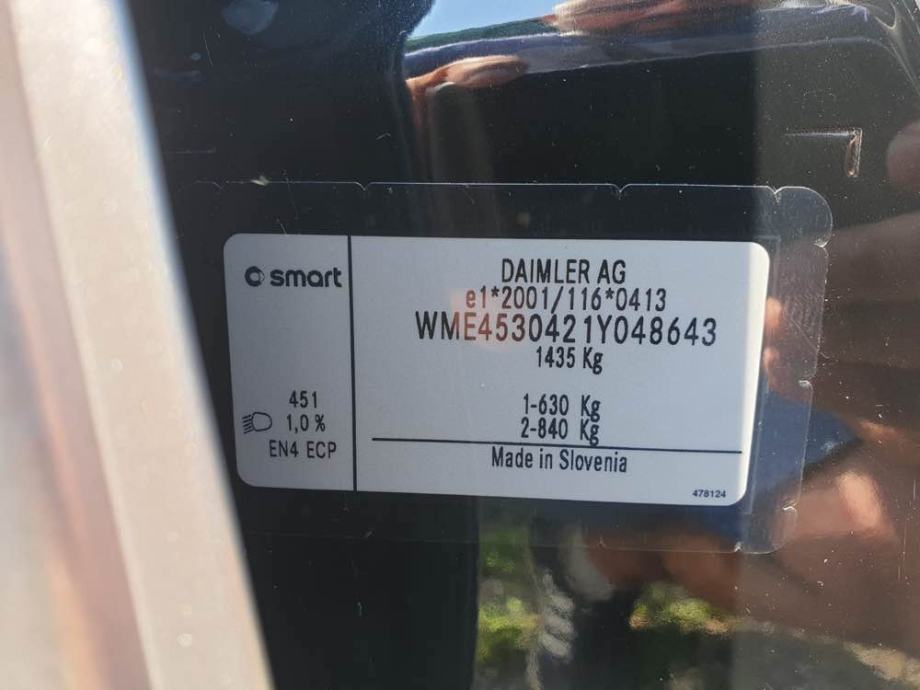 smart
451
1,0 %
EN4 ECP
DAIMLER AG
e1*2001/116*0413
WME4530421Y048643
1435 Kg
1-630 Kg
2-840 Kg
Made in Slovenia
478124